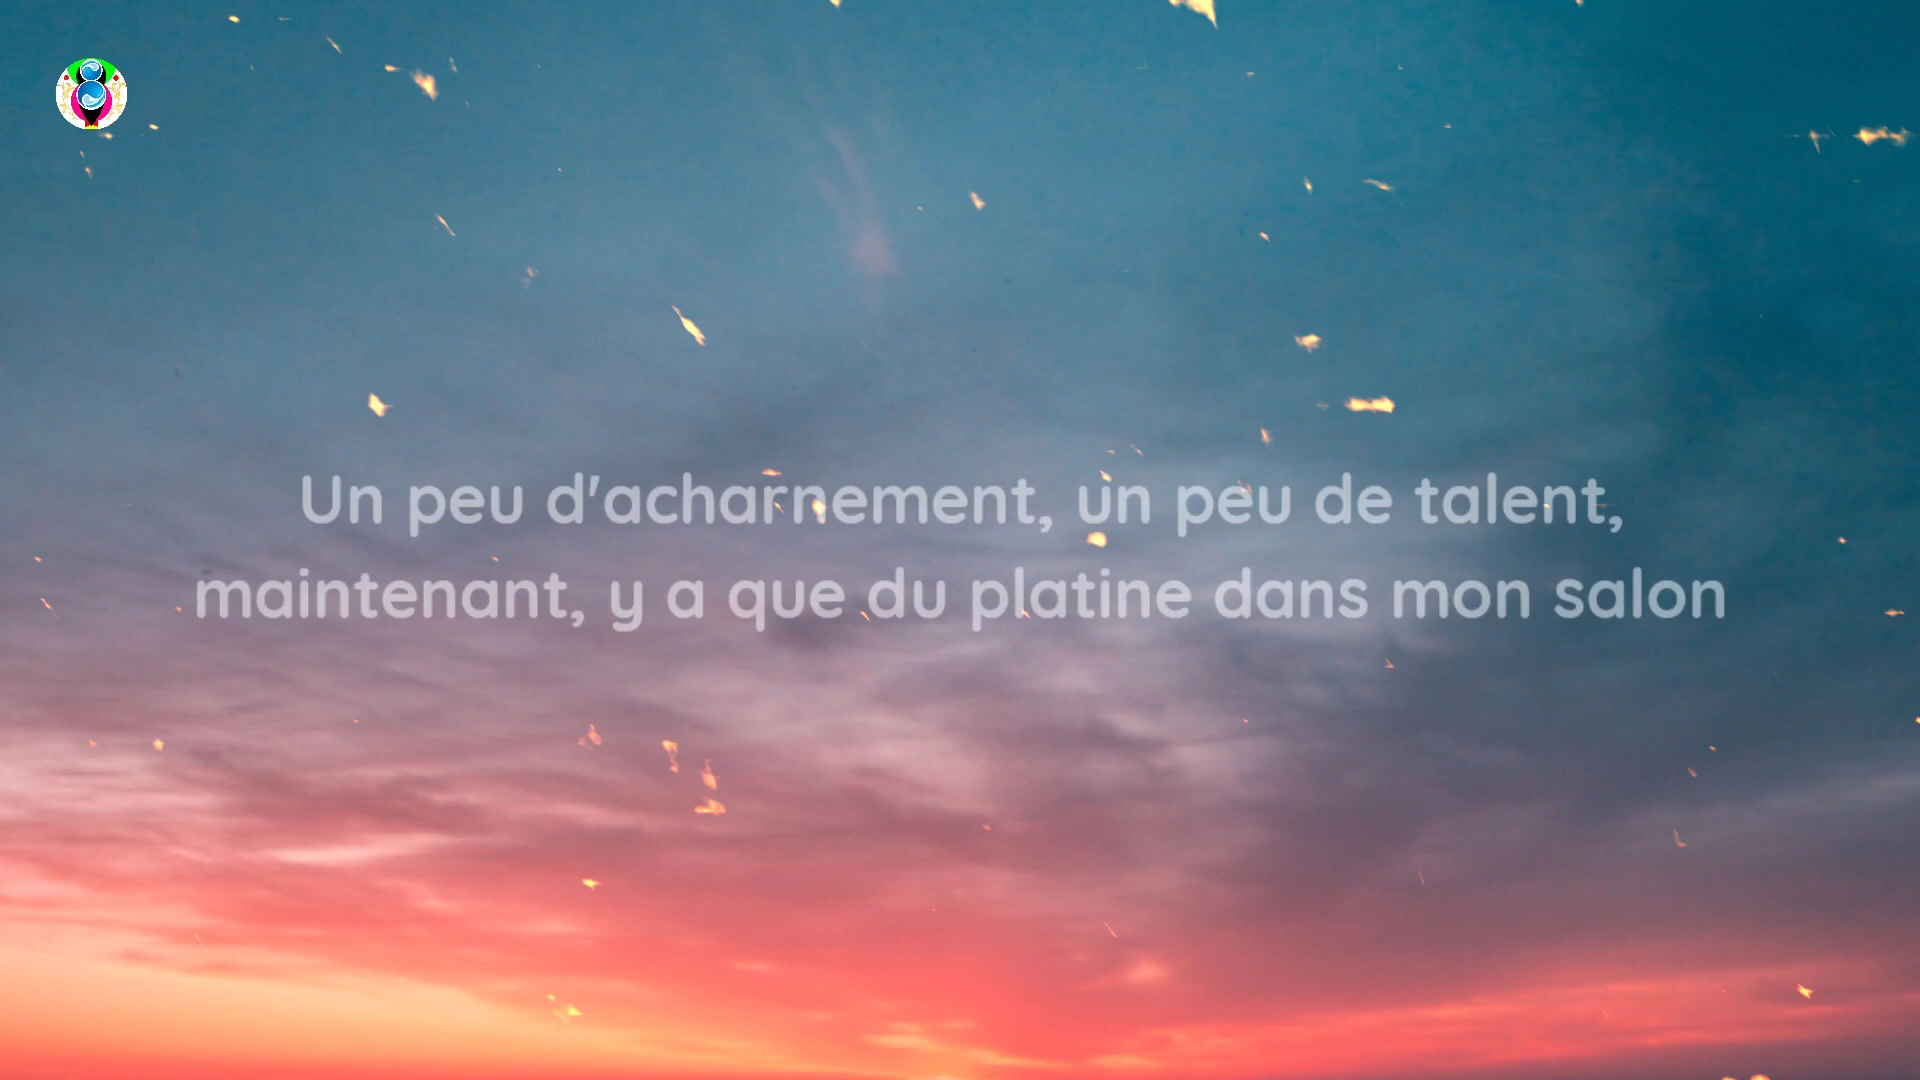 Un peu d'acharnement, un peu de talent,
maintenant, y a que du platine dans mon salon